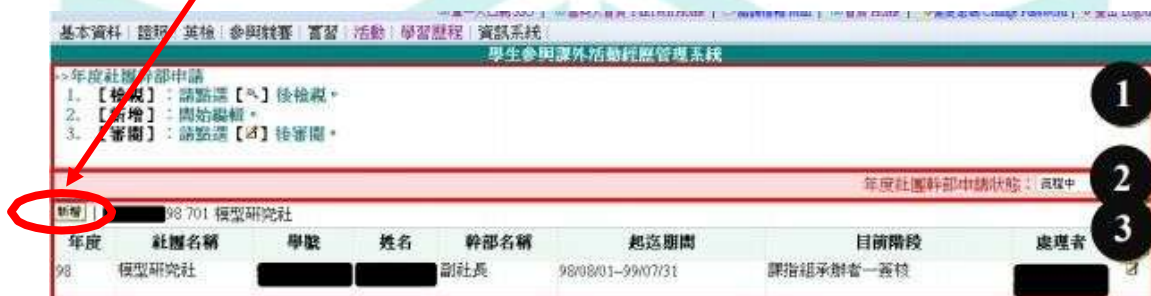 基本資料 | 證照 | 英檢 | 參與競賽 | 實習 | 活動 | 學習歷程 | 資訊系統
學生參與課外活動經歷管理系統
>>年度社團幹部申請
1. 【檢視】：請點選【】後檢視。
2. 【新增】：開始編輯。
3. 【審閱】：請點選【】後審閱。
1
年度社團幹部申請狀態：流程中
2
新增 | 98 701 模型研究社
3
年度 社團名稱 學號 姓名 幹部名稱 起迄期間 目前階段 處理者
98 模型研究社 副社長 98/08/01~99/07/31 課指組承辦者一簽核